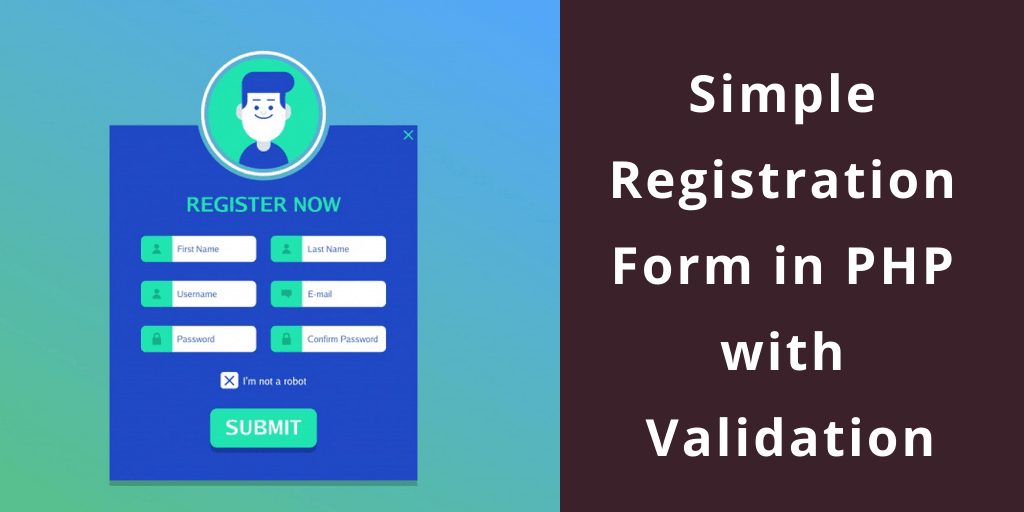 REGISTER NOW
First Name
Last Name
Username
E-mail
Password
Confirm Password
I'm not a robot
SUBMIT
Simple
Registration
Form in PHP
with
Validation